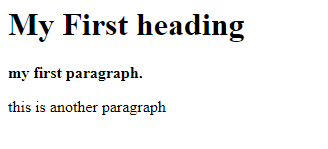 My First heading
my first paragraph.
this is another paragraph